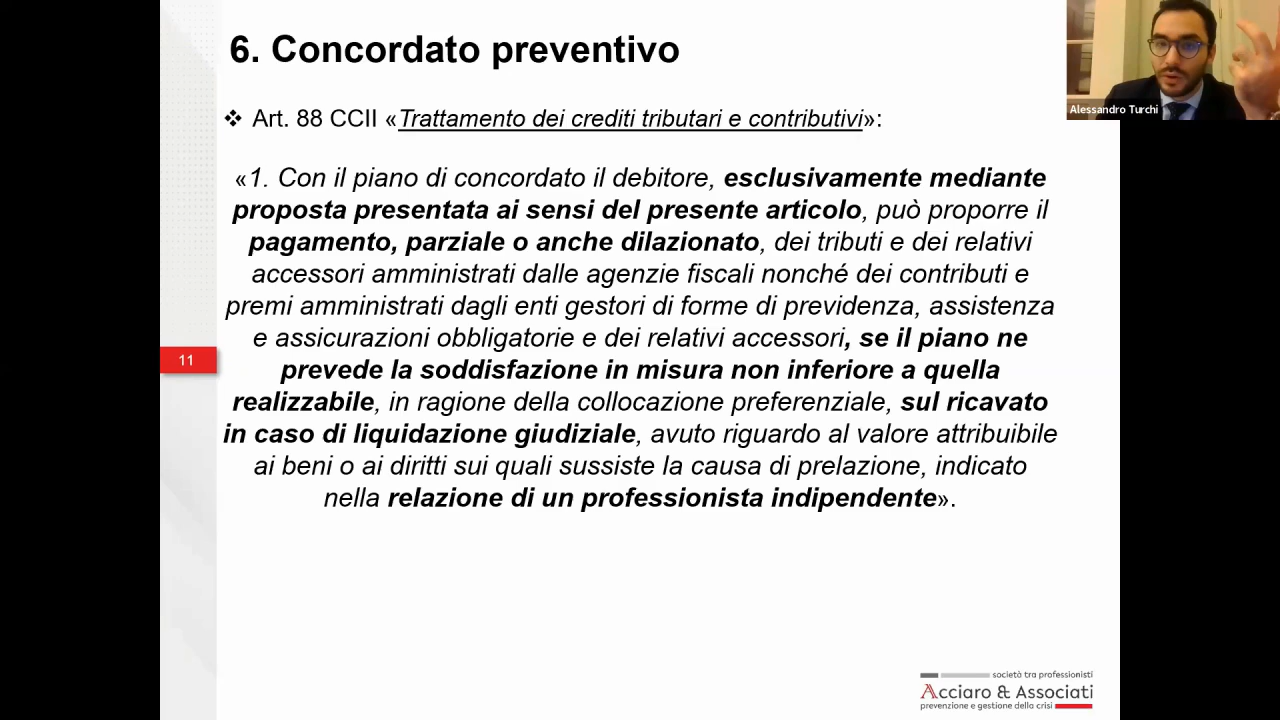 6. Concordato preventivo
❖ Art. 88 CCII «Trattamento dei crediti tributari e contributivi»:
«1. Con il piano di concordato il debitore, esclusivamente mediante
proposta presentata ai sensi del presente articolo, può proporre il
pagamento, parziale o anche dilazionato, dei tributi e dei relativi
accessori amministrati dalle agenzie fiscali nonché dei contributi e
premi amministrati dagli enti gestori di forme di previdenza, assistenza
e assicurazioni obbligatorie e dei relativi accessori, se il piano ne
prevede la soddisfazione in misura non inferiore a quella
realizzabile, in ragione della collocazione preferenziale, sul ricavato
in caso di liquidazione giudiziale, avuto riguardo al valore attribuibile
ai beni o ai diritti sui quali sussiste la causa di prelazione, indicato
nella relazione di un professionista indipendente».
11
Alessandro Turchi
società tra professionisti
Acciaro & Associati
prevenzione e gestione della crisi